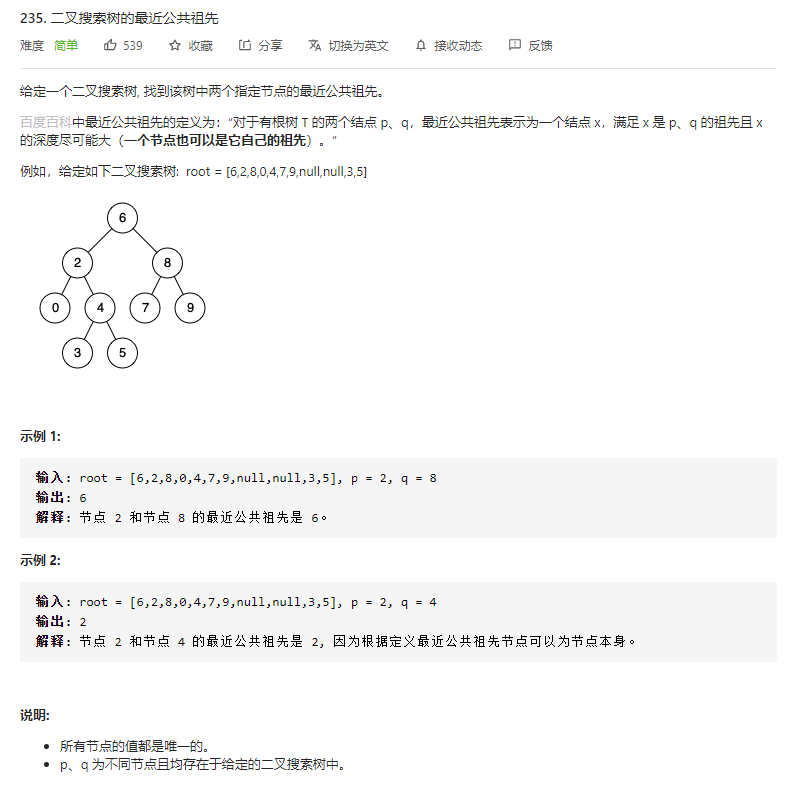 235. 二叉搜索树的最近公共祖先
难度 简单 539 收藏 分享 切换为英文 接收动态 反馈
给定一个二叉搜索树, 找到该树中两个指定节点的最近公共祖先。
百度百科中最近公共祖先的定义为：“对于有根树 T 的两个结点 p、q，最近公共祖先表示为一个结点 x，满足 x 是 p、q 的祖先且 x
的深度尽可能大（一个节点也可以是它自己的祖先）。”
例如，给定如下二叉搜索树: root = [6,2,8,0,4,7,9,null,null,3,5]
6
2 8
0 4 7 9
3 5
示例 1:
输入: root = [6,2,8,0,4,7,9,null,null,3,5], p = 2, q = 8
输出: 6
解释: 节点 2 和节点 8 的最近公共祖先是 6。
示例 2:
输入: root = [6,2,8,0,4,7,9,null,null,3,5], p = 2, q = 4
输出: 2
解释: 节点 2 和节点 4 的最近公共祖先是 2, 因为根据定义最近公共祖先节点可以为节点本身。
说明:
所有节点的值都是唯一的。
p、q 为不同节点且均存在于给定的二叉搜索树中。